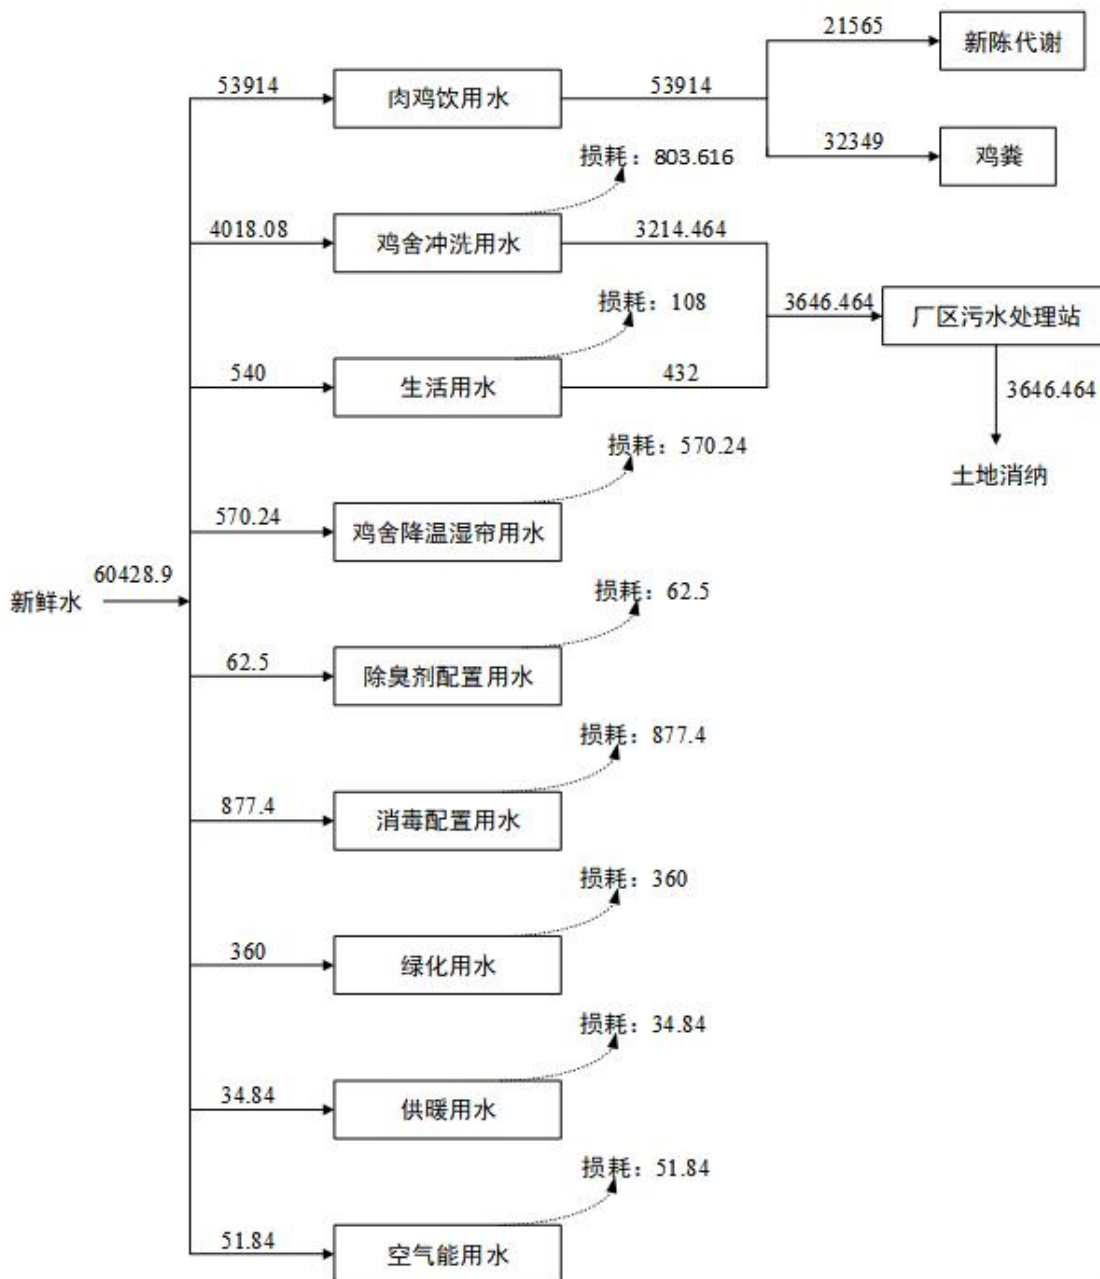 21565
新陈代谢
53914
肉鸡饮用水
53914
32349
鸡粪
损耗：803.616
4018.08
鸡舍冲洗用水
3214.464
损耗：108
3646.464
厂区污水处理站
540
生活用水
432
3646.464
损耗：570.24
土地消纳
570.24
鸡舍降温湿帘用水
60428.9
新鲜水
损耗：62.5
62.5
除臭剂配置用水
损耗：877.4
877.4
消毒配置用水
损耗：360
360
绿化用水
损耗：34.84
34.84
供暖用水
损耗：51.84
51.84
空气能用水